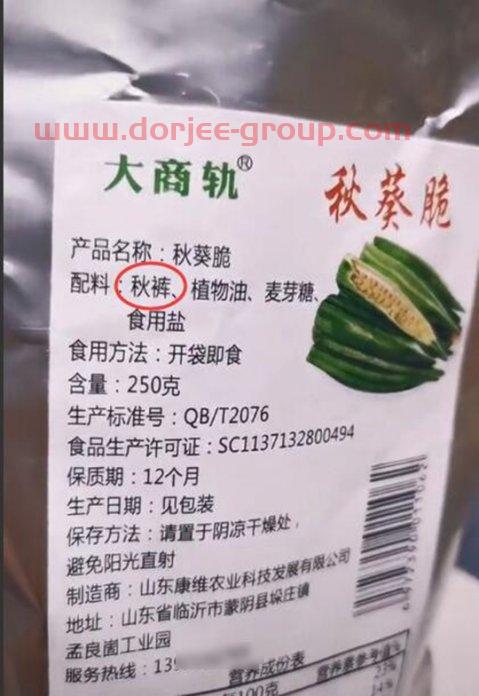 www.dorjee-group.com
大商轨®
秋葵脆
产品名称：秋葵脆
配料：秋裤、植物油、麦芽糖、
食用盐
食用方法：开袋即食
含量：250克
生产标准号：QB/T2076
食品生产许可证：SC1137132800494
保质期：12个月
生产日期：见包装
保存方法：请置于阴凉干燥处，
避免阳光直射
制造商：山东康维农业科技发展有限公司
地址：山东省临沂市蒙阴县垛庄镇
孟良崮工业园
服务热线：139
营养成份表